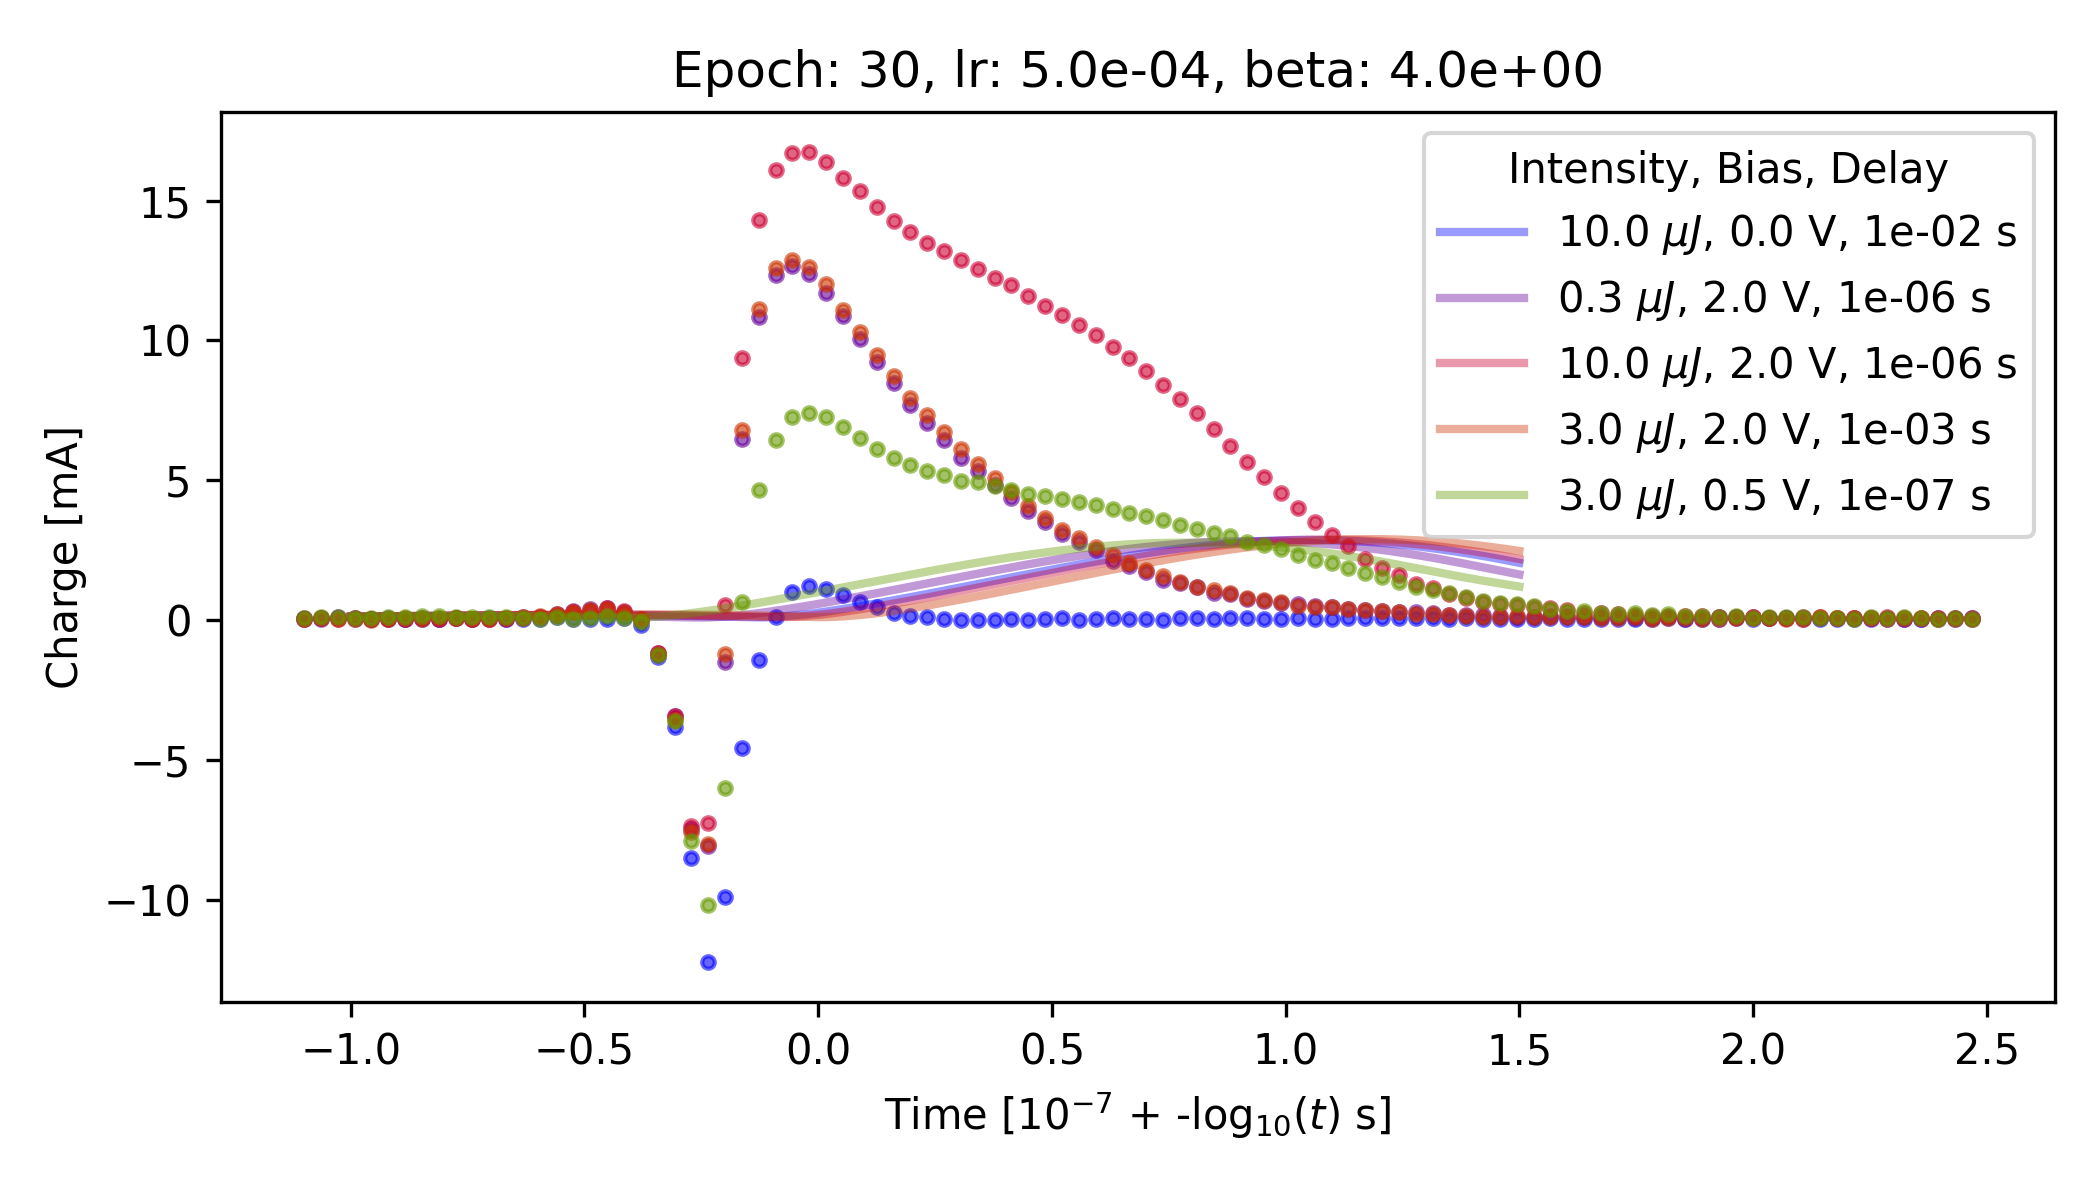 Epoch: 30, lr: 5.0e-04, beta: 4.0e+00
Charge [mA]
15
10
5
0
−5
−10
Intensity, Bias, Delay
10.0 μJ, 0.0 V, 1e-02 s
0.3 μJ, 2.0 V, 1e-06 s
10.0 μJ, 2.0 V, 1e-06 s
3.0 μJ, 2.0 V, 1e-03 s
3.0 μJ, 0.5 V, 1e-07 s
−1.0 −0.5 0.0 0.5 1.0 1.5 2.0 2.5
Time [10⁻⁷ + -log₁₀(t) s]